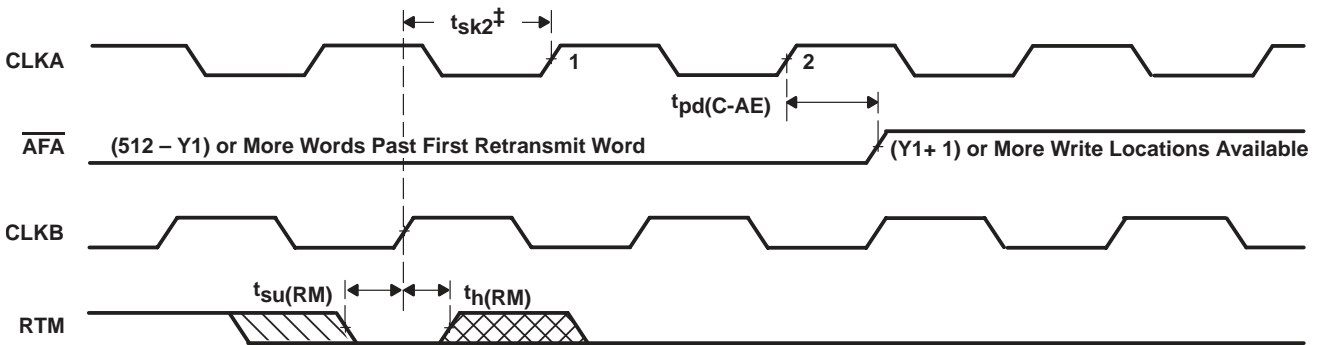 tsk2‡
CLKA
1
2
tpd(C-AE)
AFA
(512 – Y1) or More Words Past First Retransmit Word
(Y1+ 1) or More Write Locations Available
CLKB
tsu(RM)
th(RM)
RTM